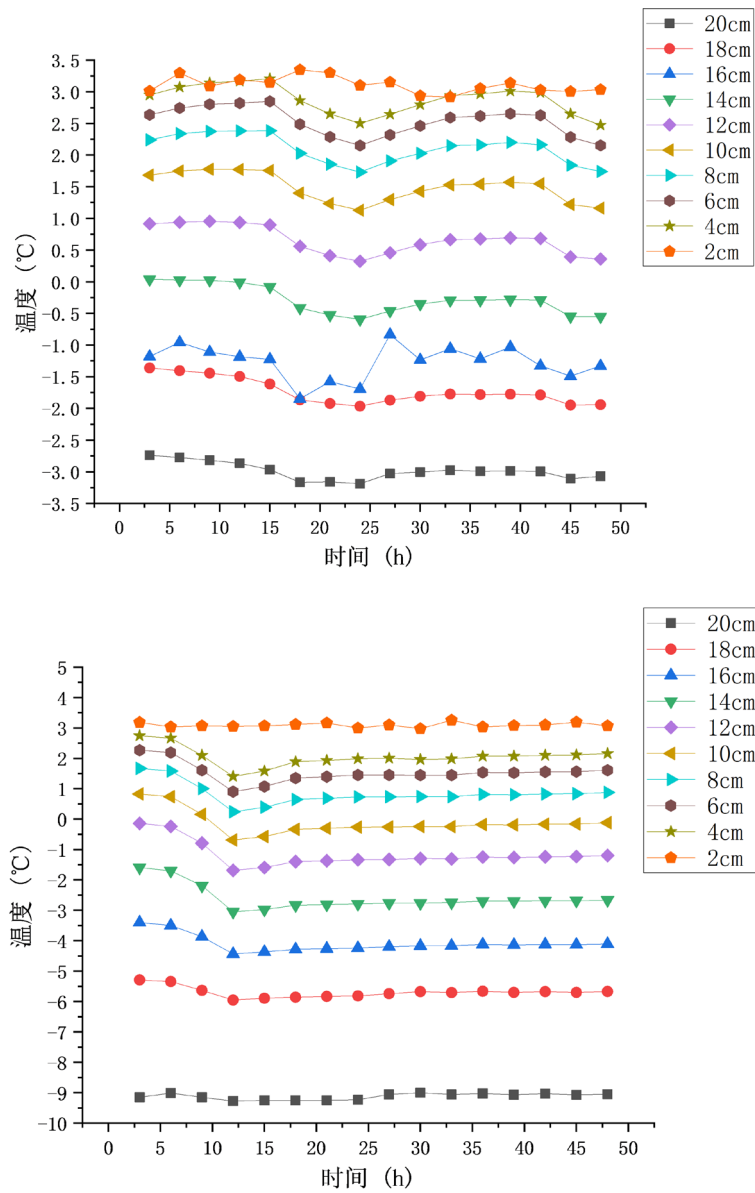 20cm
18cm
16cm
14cm
12cm
10cm
8cm
6cm
4cm
2cm
3.5
3.0
2.5
2.0
1.5
1.0
0.5
0.0
-0.5
-1.0
-1.5
-2.0
-2.5
-3.0
-3.5
温度 (℃)
0 5 10 15 20 25 30 35 40 45 50
时间 (h)
20cm
18cm
16cm
14cm
12cm
10cm
8cm
6cm
4cm
2cm
5
4
3
2
1
0
-1
-2
-3
-4
-5
-6
-7
-8
-9
-10
温度 (℃)
0 5 10 15 20 25 30 35 40 45 50
时间 (h)